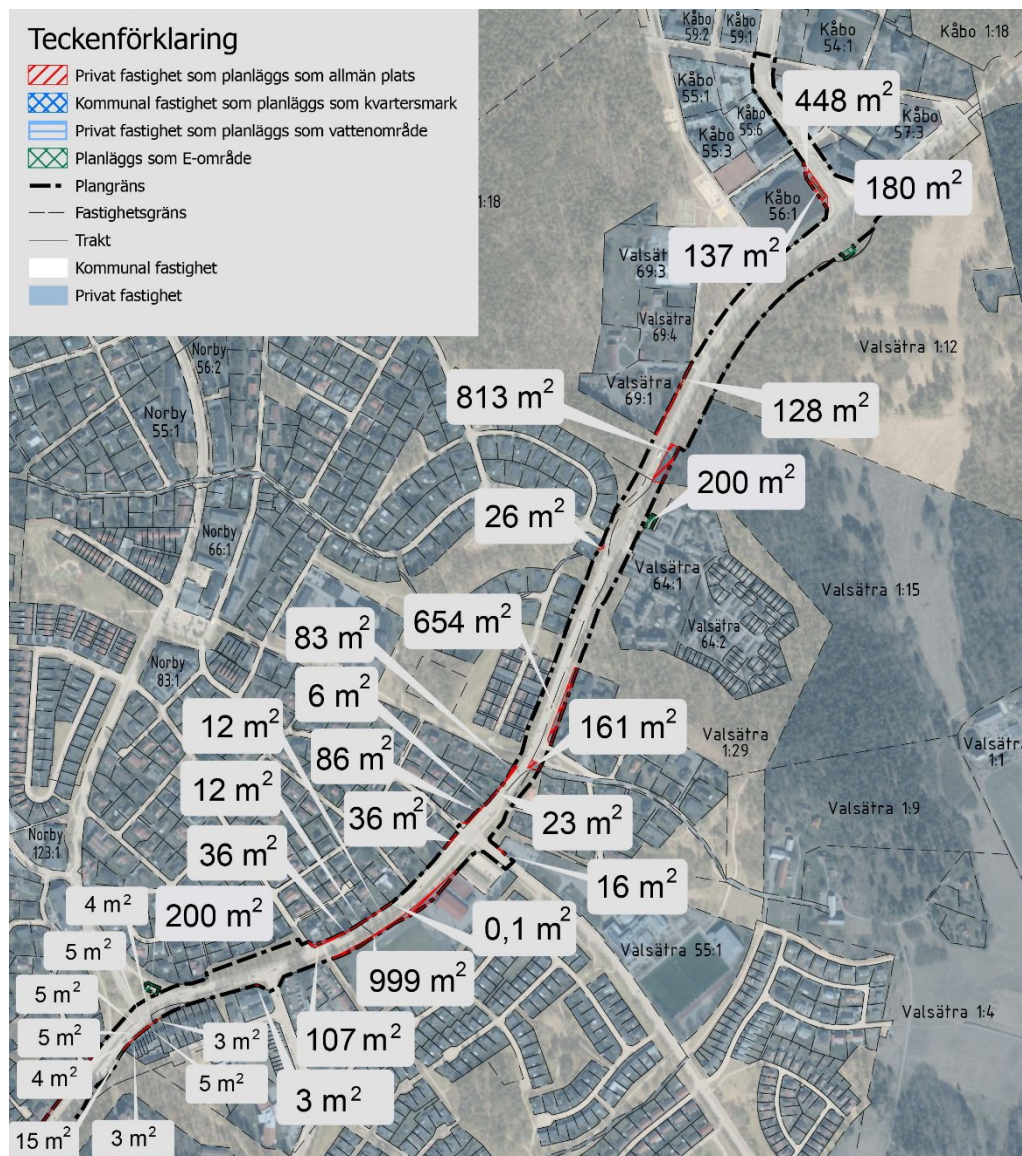 Teckenförklaring
Privat fastighet som planläggs som allmän plats
Kommunal fastighet som planläggs som kvartersmark
Privat fastighet som planläggs som vattenområde
Planläggs som E-område
Plangräns
Fastighetsgräns
Trakt
Kommunal fastighet
Privat fastighet
Kåbo
59:2
Kåbo
59:1
Kåbo
54:1
Kåbo 1:18
Kåbo
55:1
448 m²
Kåbo
55:6
Kåbo
57:3
Kåbo
55:3
180 m²
Kåbo
56:1
1:18
137 m²
Valsätra
69:3
Valsätra
69:4
Valsätra 1:12
Norby
56:2
Valsätra
69:1
813 m²
128 m²
Norby
55:1
200 m²
26 m²
Norby
66:1
Valsätra
64:1
Valsätra 1:15
654 m²
Valsätra
64:2
83 m²
Norby
83:1
6 m²
12 m²
161 m²
Valsätra
1:29
Valsätra
1:1
86 m²
12 m²
36 m²
23 m²
Valsätra 1:9
Norby
123:1
36 m²
16 m²
4 m²
200 m²
0,1 m²
Valsätra 55:1
5 m²
999 m²
5 m²
Valsätra 1:4
5 m²
3 m²
107 m²
4 m²
5 m²
3 m²
15 m²
3 m²